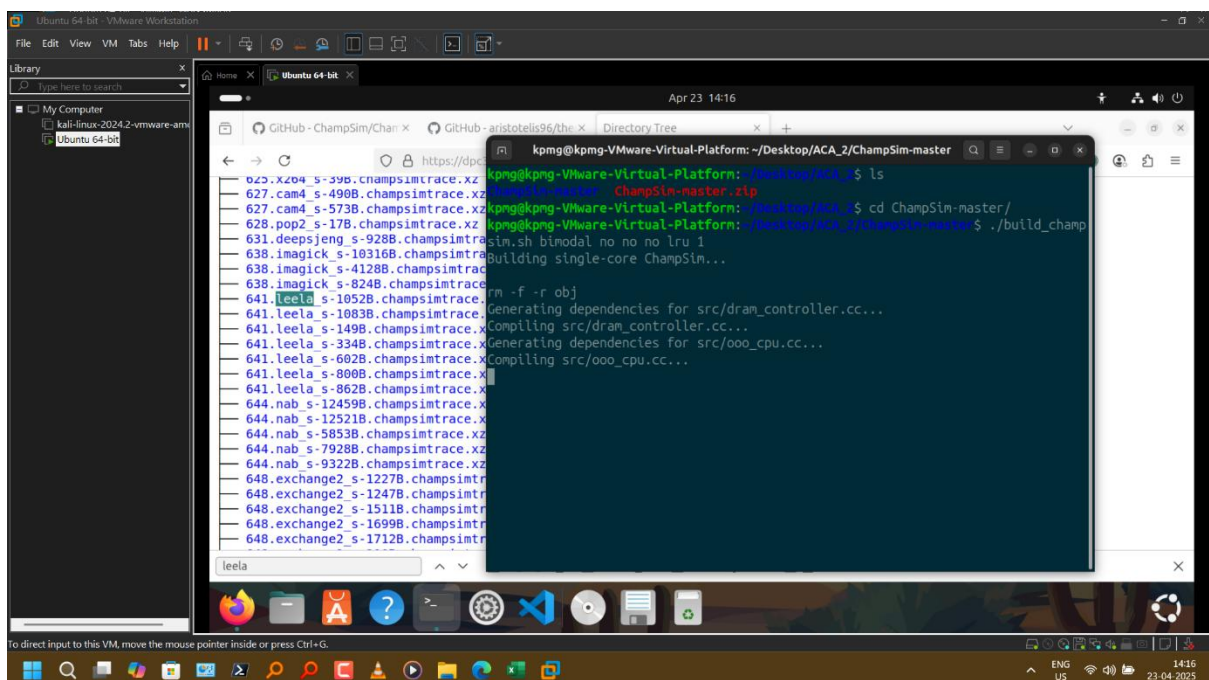 Ubuntu 64-bit - VMware Workstation
File Edit View VM Tabs Help
Library
Type here to search
My Computer
kali-linux-2024.2-vmware-am
Ubuntu 64-bit
Home
Ubuntu 64-bit
Apr 23 14:16
GitHub - ChampSim/Cham
GitHub - aristotelis96/the
Directory Tree
https://dpc
625.x264_s-39B.champsimtrace.xz
627.cam4_s-490B.champsimtrace.xz
627.cam4_s-573B.champsimtrace.xz
628.pop2_s-17B.champsimtrace.xz
631.deepsjeng_s-928B.champsimtra
638.imagick_s-10316B.champsimtra
638.imagick_s-4128B.champsimtrac
638.imagick_s-824B.champsimtrace
641.leela_s-1052B.champsimtrace.
641.leela_s-1083B.champsimtrace.
641.leela_s-149B.champsimtrace.x
641.leela_s-334B.champsimtrace.x
641.leela_s-602B.champsimtrace.x
641.leela_s-800B.champsimtrace.x
641.leela_s-862B.champsimtrace.x
644.nab_s-12459B.champsimtrace.x
644.nab_s-12521B.champsimtrace.x
644.nab_s-5853B.champsimtrace.xz
644.nab_s-7928B.champsimtrace.xz
644.nab_s-9322B.champsimtrace.xz
648.exchange2_s-1227B.champsimtr
648.exchange2_s-1247B.champsimtr
648.exchange2_s-1511B.champsimtr
648.exchange2_s-1699B.champsimtr
648.exchange2_s-1712B.champsimtr
leela
kpmg@kpmg-VMware-Virtual-Platform: ~/Desktop/ACA_2/ChampSim-master
kpmg@kpmg-VMware-Virtual-Platform:~/Desktop/ACA_2$ ls
ChampSim-master ChampSim-master.zip
kpmg@kpmg-VMware-Virtual-Platform:~/Desktop/ACA_2$ cd ChampSim-master/
kpmg@kpmg-VMware-Virtual-Platform:~/Desktop/ACA_2/ChampSim-master$ ./build_champ
sim.sh bimodal no no no lru 1
Building single-core ChampSim...
rm -f -r obj
Generating dependencies for src/dram_controller.cc...
Compiling src/dram_controller.cc...
Generating dependencies for src/ooo_cpu.cc...
Compiling src/ooo_cpu.cc...
To direct input to this VM, move the mouse pointer inside or press Ctrl+G.
ENG
US
14:16
23-04-2025